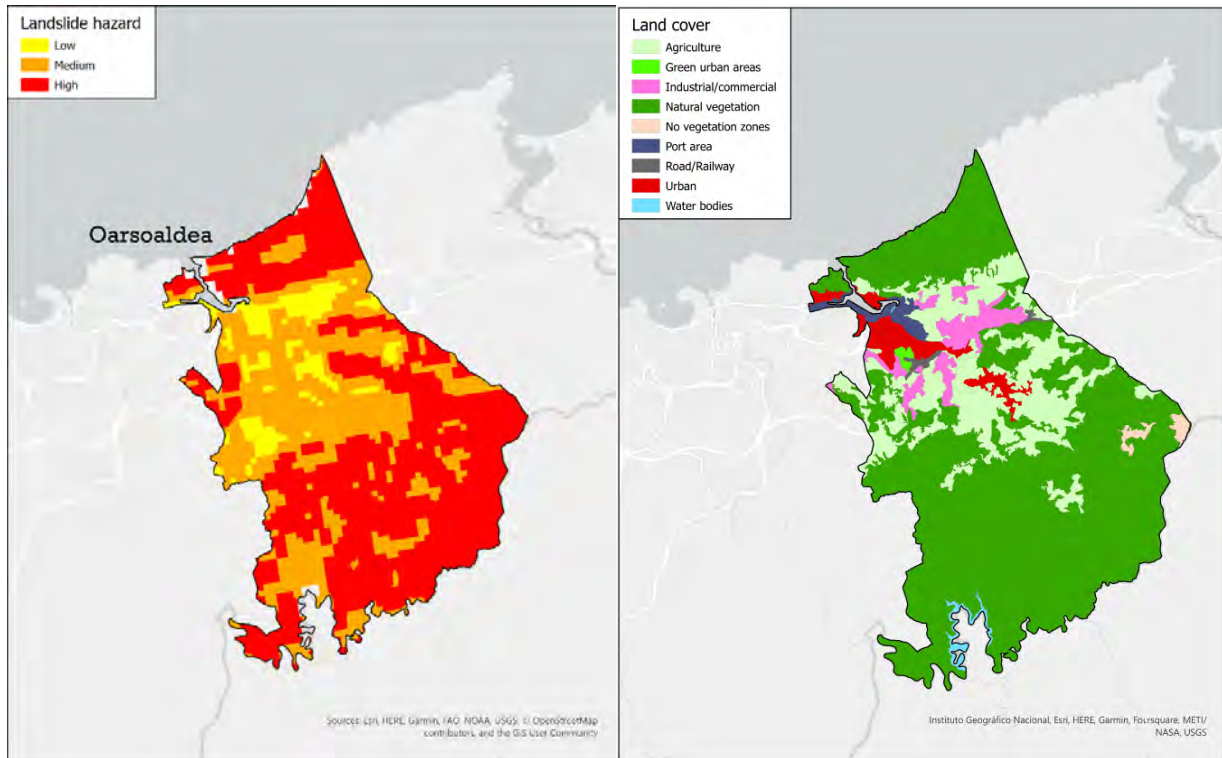 Landslide hazard
Low
Medium
High
Oarsoaldea
Sources: Esri, HERE, Garmin, FAO, NOAA, USGS, © OpenStreetMap
contributors, and the GIS User Community
Land cover
Agriculture
Green urban areas
Industrial/commercial
Natural vegetation
No vegetation zones
Port area
Road/Railway
Urban
Water bodies
Instituto Geográfico Nacional, Esri, HERE, Garmin, Foursquare, METI/
NASA, USGS